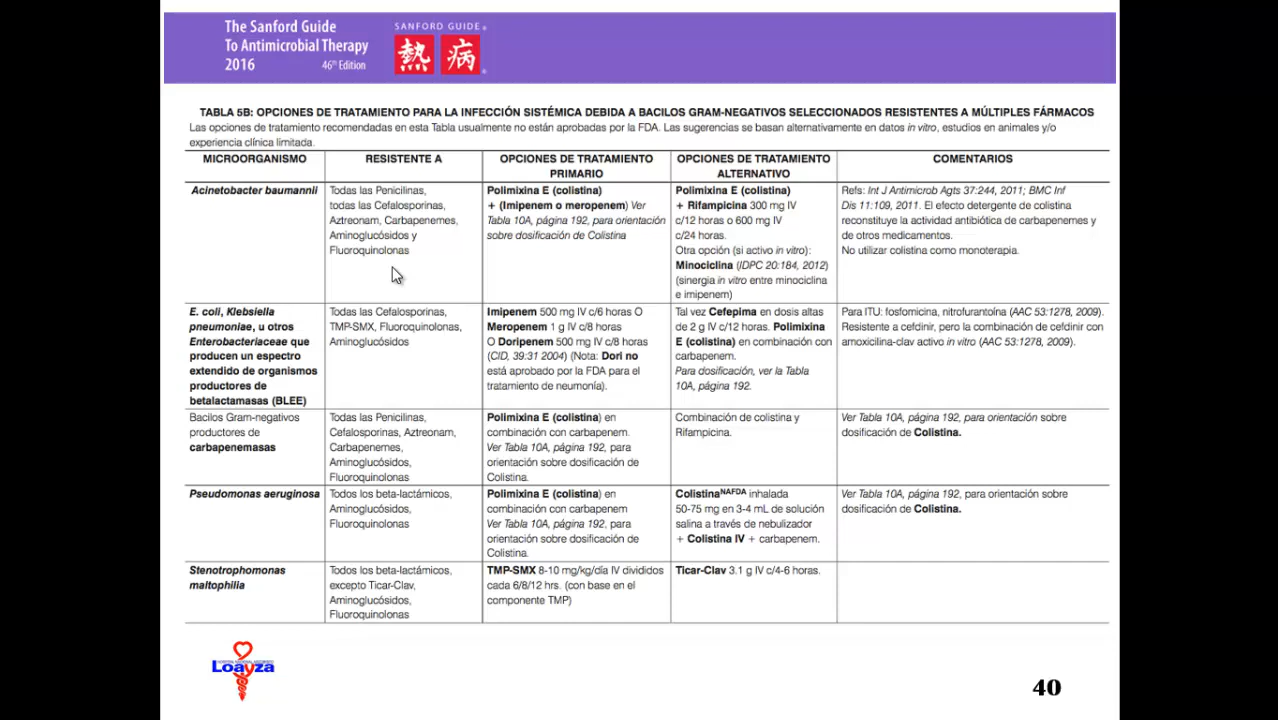 The Sanford Guide
To Antimicrobial Therapy
2016 46th Edition
SANFORD GUIDE®
熱病®
TABLA 5B: OPCIONES DE TRATAMIENTO PARA LA INFECCIÓN SISTÉMICA DEBIDA A BACILOS GRAM-NEGATIVOS SELECCIONADOS RESISTENTES A MÚLTIPLES FÁRMACOS
Las opciones de tratamiento recomendadas en esta Tabla usualmente no están aprobadas por la FDA. Las sugerencias se basan alternativamente en datos in vitro, estudios en animales y/o
experiencia clínica limitada.
MICROORGANISMO
RESISTENTE A
OPCIONES DE TRATAMIENTO
PRIMARIO
OPCIONES DE TRATAMIENTO
ALTERNATIVO
COMENTARIOS
Acinetobacter baumannii
Todas las Penicilinas,
todas las Cefalosporinas,
Aztreonam, Carbapenemes,
Aminoglucósidos y
Fluoroquinolonas
Polimixina E (colistina)
+ (Imipenem o meropenem) Ver
Tabla 10A, página 192, para orientación
sobre dosificación de Colistina
Polimixina E (colistina)
+ Rifampicina 300 mg IV
c/12 horas o 600 mg IV
c/24 horas.
Otra opción (si activo in vitro):
Minociclina (IDPC 20:184, 2012)
(sinergia in vitro entre minociclina
e imipenem)
Refs: Int J Antimicrob Agts 37:244, 2011; BMC Inf
Dis 11:109, 2011. El efecto detergente de colistina
reconstituye la actividad antibiótica de carbapenemes y
de otros medicamentos.
No utilizar colistina como monoterapia.
E. coli, Klebsiella
pneumoniae, u otros
Enterobacteriaceae que
producen un espectro
extendido de organismos
productores de
betalactamasas (BLEE)
Todas las Cefalosporinas,
TMP-SMX, Fluoroquinolonas,
Aminoglucósidos
Imipenem 500 mg IV c/6 horas O
Meropenem 1 g IV c/8 horas
O Doripenem 500 mg IV c/8 horas
(CID, 39:31 2004) (Nota: Dori no
está aprobado por la FDA para el
tratamiento de neumonía).
Tal vez Cefepima en dosis altas
de 2 g IV c/12 horas. Polimixina
E (colistina) en combinación con
carbapenem.
Para dosificación, ver la Tabla
10A, página 192.
Para ITU: fosfomicina, nitrofurantoína (AAC 53:1278, 2009).
Resistente a cefdinir, pero la combinación de cefdinir con
amoxicilina-clav activo in vitro (AAC 53:1278, 2009).
Bacilos Gram-negativos
productores de
carbapenemasas
Todas las Penicilinas,
Cefalosporinas, Aztreonam,
Carbapenemes,
Aminoglucósidos,
Fluoroquinolonas
Polimixina E (colistina) en
combinación con carbapenem.
Ver Tabla 10A, página 192, para
orientación sobre dosificación de
Colistina.
Combinación de colistina y
Rifampicina.
Ver Tabla 10A, página 192, para orientación sobre
dosificación de Colistina.
Pseudomonas aeruginosa
Todos los beta-lactámicos,
Aminoglucósidos,
Fluoroquinolonas
Polimixina E (colistina) en
combinación con carbapenem
Ver Tabla 10A, página 192, para
orientación sobre dosificación de
Colistina.
ColistinaNAFDA inhalada
50-75 mg en 3-4 mL de solución
salina a través de nebulizador
+ Colistina IV + carbapenem.
Ver Tabla 10A, página 192, para orientación sobre
dosificación de Colistina.
Stenotrophomonas
maltophilia
Todos los beta-lactámicos,
excepto Ticar-Clav,
Aminoglucósidos,
Fluoroquinolonas
TMP-SMX 8-10 mg/kg/día IV divididos
cada 6/8/12 hrs. (con base en el
componente TMP)
Ticar-Clav 3.1 g IV c/4-6 horas.
Loayza
40